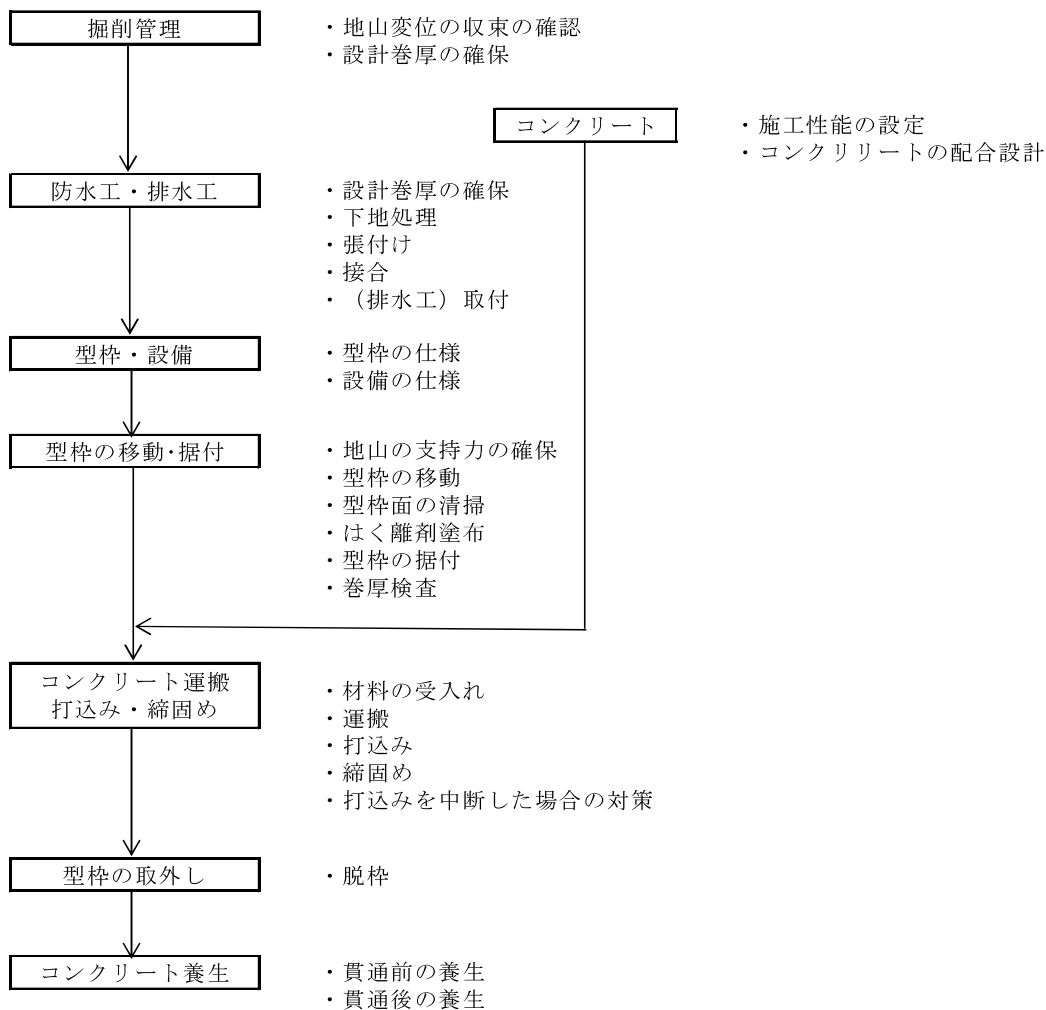 掘削管理
・地山変位の収束の確認
・設計巻厚の確保
コンクリート
・施工性能の設定
・コンクリリートの配合設計
防水工・排水工
・設計巻厚の確保
・下地処理
・張付け
・接合
・（排水工）取付
型枠・設備
・型枠の仕様
・設備の仕様
型枠の移動･据付
・地山の支持力の確保
・型枠の移動
・型枠面の清掃
・はく離剤塗布
・型枠の据付
・巻厚検査
コンクリート運搬
打込み・締固め
・材料の受入れ
・運搬
・打込み
・締固め
・打込みを中断した場合の対策
型枠の取外し
・脱枠
コンクリート養生
・貫通前の養生
・貫通後の養生